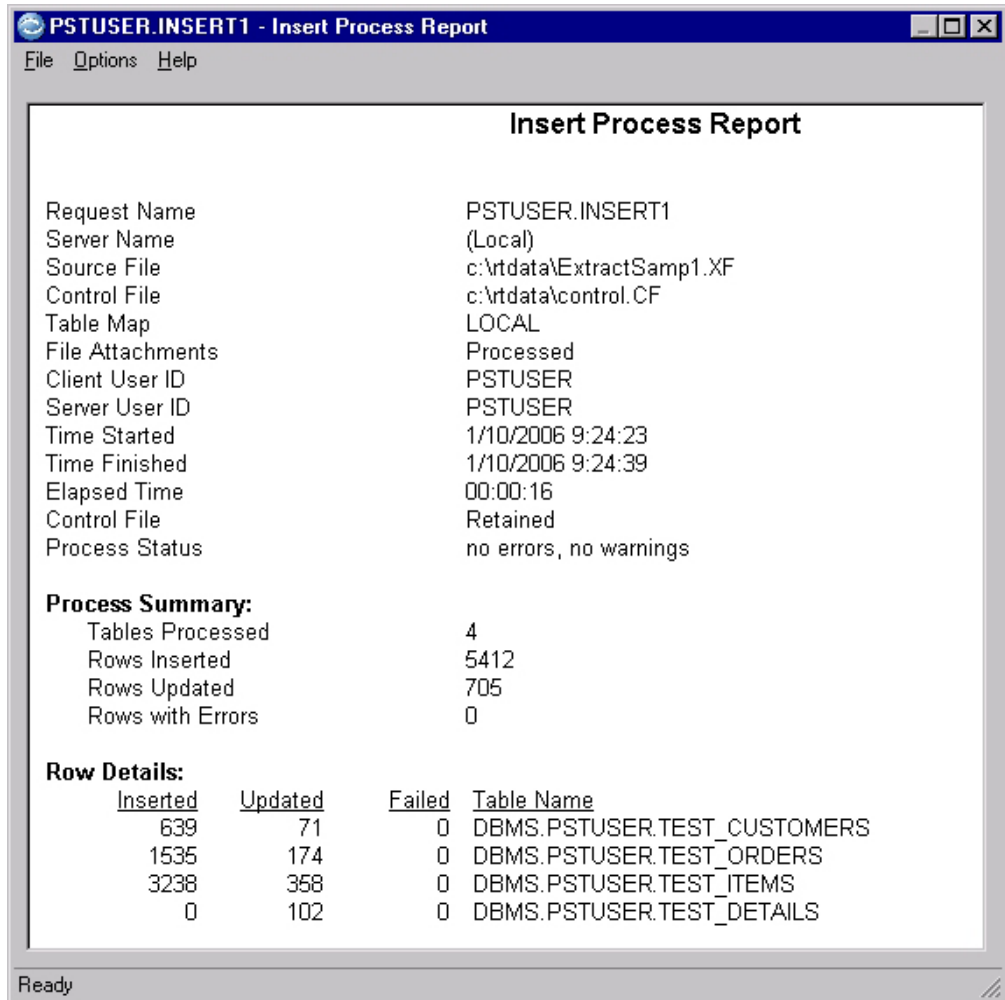 PSTUSER.INSERT1 - Insert Process Report
File Options Help
Insert Process Report
Request Name PSTUSER.INSERT1
Server Name (Local)
Source File c:\rtdata\ExtractSamp1.XF
Control File c:\rtdata\control.CF
Table Map LOCAL
File Attachments Processed
Client User ID PSTUSER
Server User ID PSTUSER
Time Started 1/10/2006 9:24:23
Time Finished 1/10/2006 9:24:39
Elapsed Time 00:00:16
Control File Retained
Process Status no errors, no warnings
Process Summary:
Tables Processed 4
Rows Inserted 5412
Rows Updated 705
Rows with Errors 0
Row Details:
Inserted Updated Failed Table Name
639 71 0 DBMS.PSTUSER.TEST_CUSTOMERS
1535 174 0 DBMS.PSTUSER.TEST_ORDERS
3238 358 0 DBMS.PSTUSER.TEST_ITEMS
0 102 0 DBMS.PSTUSER.TEST_DETAILS
Ready